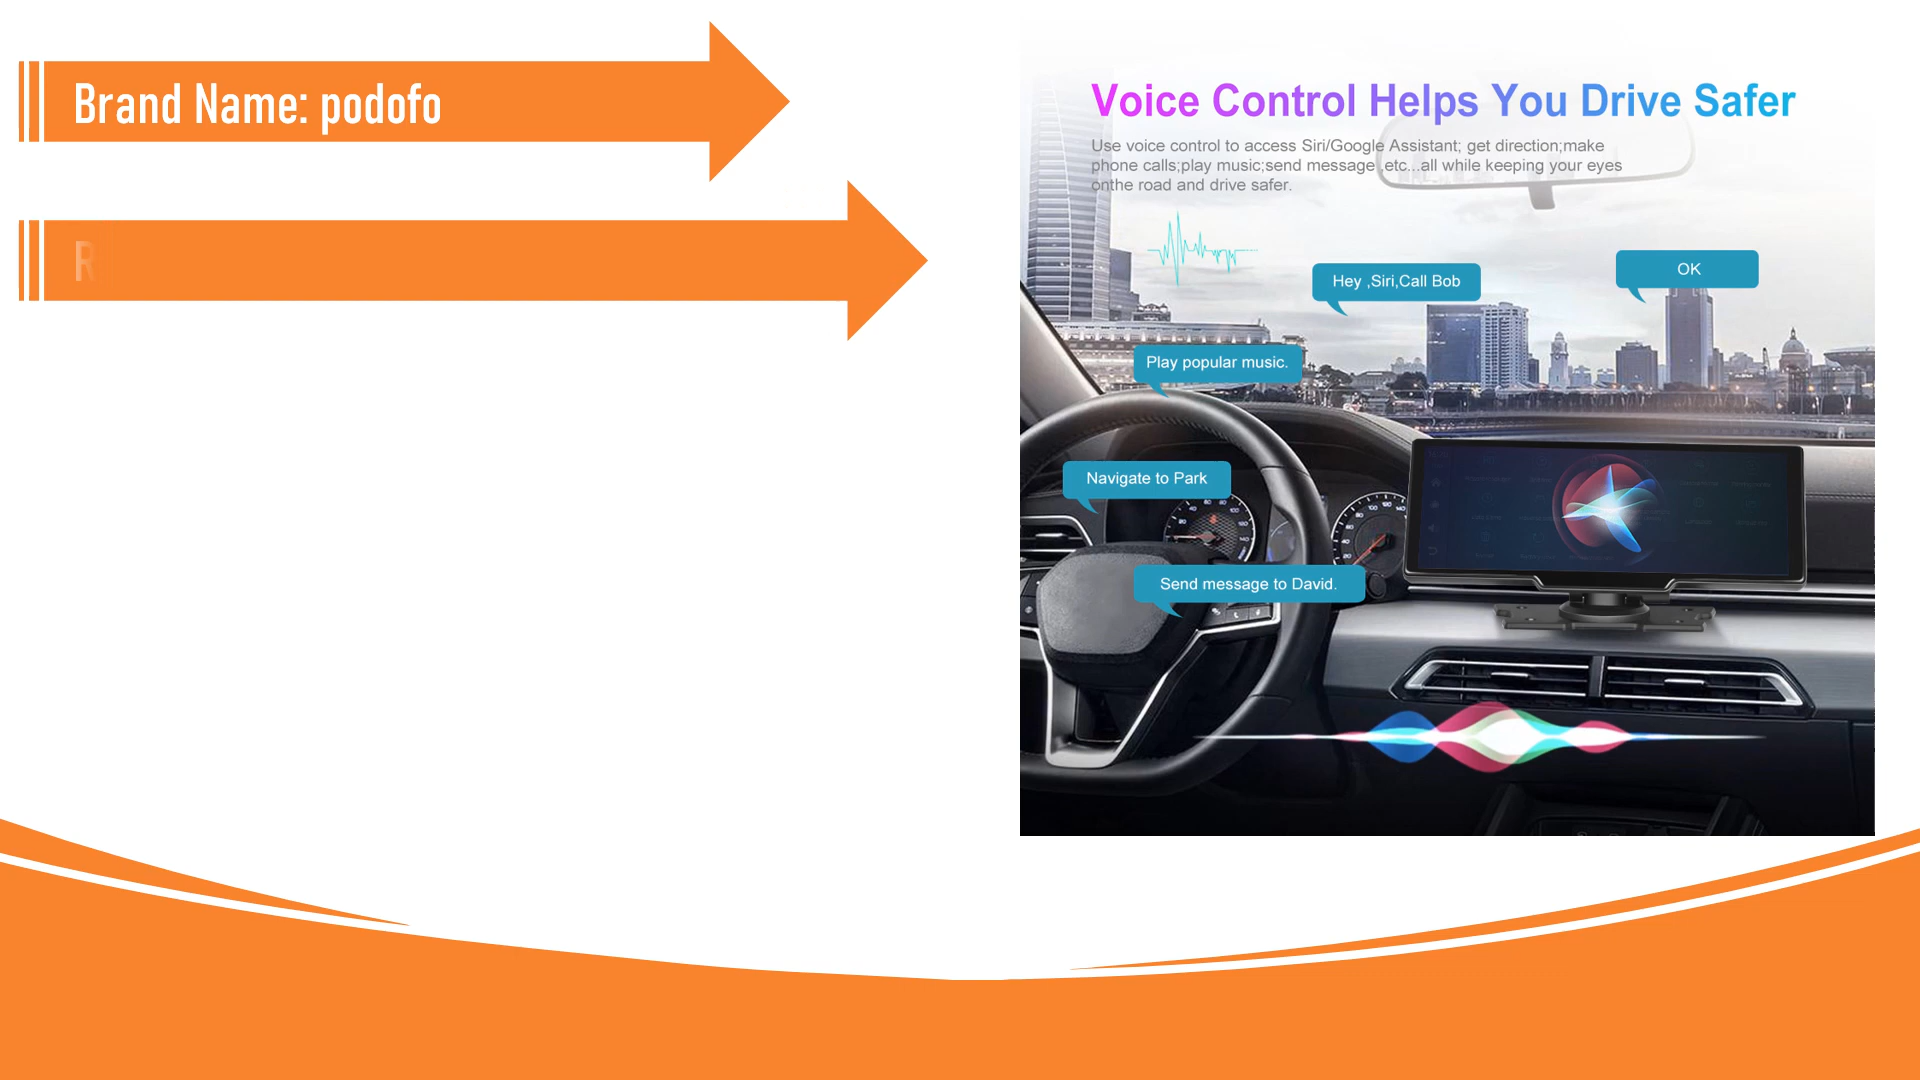 Brand Name: podofo
R
Voice Control Helps You Drive Safer
Use voice control to access Siri/Google Assistant; get direction;make
phone calls;play music;send message ,etc...all while keeping your eyes
onthe road and drive safer.
Hey ,Siri,Call Bob
OK
Play popular music.
Navigate to Park
Send message to David.